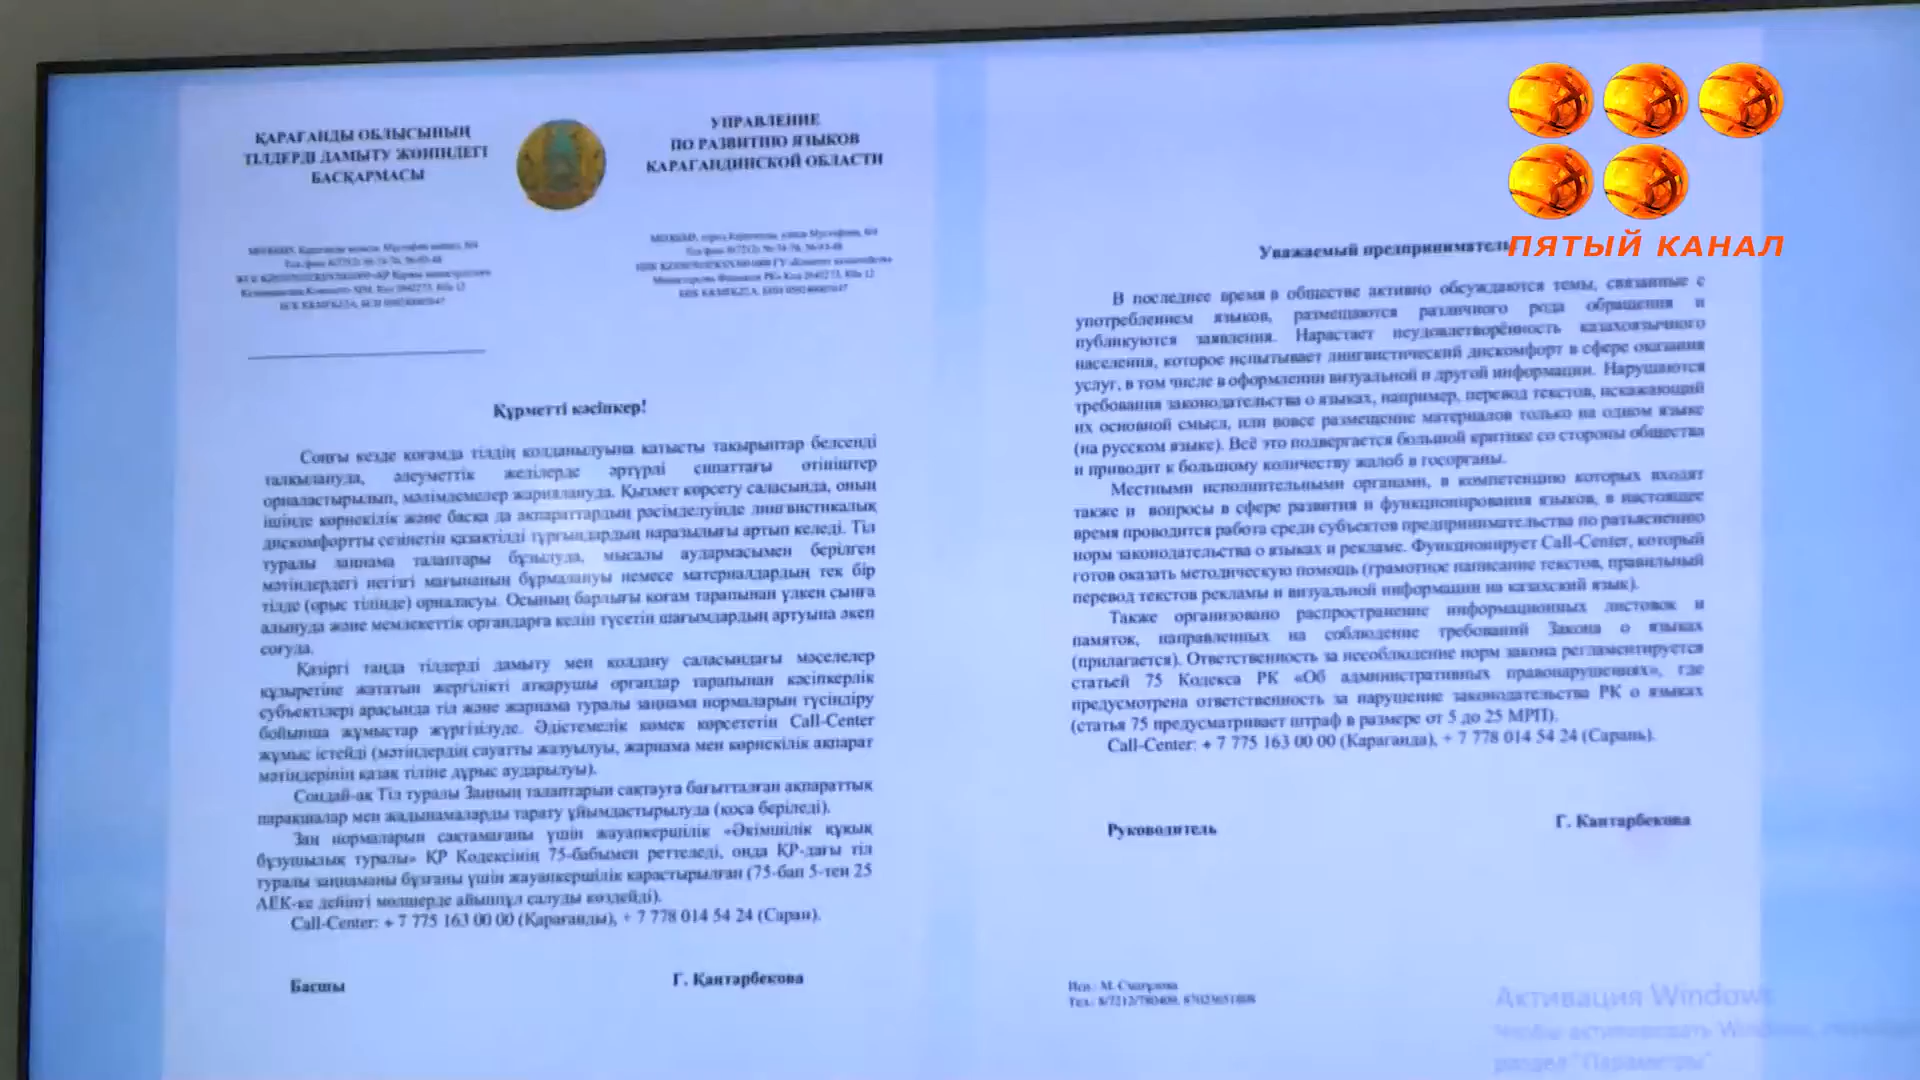 ҚАРАҒАНДЫ ОБЛЫСЫНЫҢ
ТІЛДЕРДІ ДАМЫТУ ЖӨНІНДЕГІ
БАСҚАРМАСЫ
УПРАВЛЕНИЕ
ПО РАЗВИТИЮ ЯЗЫКОВ
КАРАГАНДИНСКОЙ ОБЛАСТИ
Құрметті кәсіпкер!
Соңғы кезде қоғамда тілдің қолданылуына қатысты тақырыптар белсенді
талқылануда, әлеуметтік желілерде әртүрлі сипаттағы өтініштер
орналастырылып, мәлімдемелер жариялануда. Қызмет көрсету саласында, оның
ішінде көрнекілік және басқа да ақпараттардың рәсімделуінде лингвистикалық
дискомфортты сезінетін қазақтілді тұрғындардың наразылығы артып келеді. Тіл
туралы заңнама талаптары бұзылуда, мысалы аудармасымен берілген
мәтіндердегі негізгі мағынаның бұрмалануы немесе материалдардың тек бір
тілде (орыс тілінде) орналасуы. Осының барлығы қоғам тарапынан үлкен сынға
алынуда және мемлекеттік органдарға келіп түсетін шағымдардың артуына әкеп
соғуда.
Қазіргі таңда тілдерді дамыту мен қолдану саласындағы мәселелер
құзыретіне жататын жергілікті атқарушы органдар тарапынан кәсіпкерлік
субъектілері арасында тіл және жарнама туралы заңнама нормаларын түсіндіру
бойынша жұмыстар жүргізілуде. Әдістемелік көмек көрсететін Call-Center
жұмыс істейді (мәтіндердің сауатты жазылуы, жарнама мен көрнекілік ақпарат
мәтіндерінің қазақ тіліне дұрыс аударылуы).
Сондай-ақ Тіл туралы Заңның талаптарын сақтауға бағытталған ақпараттық
парақшалар мен жадынамаларды тарату ұйымдастырылуда (қоса беріледі).
Заң нормаларын сақтамағаны үшін жауапкершілік «Әкімшілік құқық
бұзушылық туралы» ҚР Кодексінің 75-бабымен реттеледі, онда ҚР-дағы тіл
туралы заңнаманы бұзғаны үшін жауапкершілік қарастырылған (75-бап 5-тен 25
АЕК-ке дейінгі мөлшерде айыппұл салуды көздейді).
Call-Center: + 7 775 163 00 00 (Қарағанды), + 7 778 014 54 24 (Саран).
Басшы
Г. Қантарбекова
Уважаемый предприниматель
В последнее время в обществе активно обсуждаются темы, связанные с
употреблением языков, размещаются различного рода обращения и
публикуются заявления. Нарастает неудовлетворённость казахоязычного
населения, которое испытывает лингвистический дискомфорт в сфере оказания
услуг, в том числе в оформлении визуальной и другой информации. Нарушаются
требования законодательства о языках, например, перевод текстов, искажающий
их основной смысл, или вовсе размещение материалов только на одном языке
(на русском языке). Всё это подвергается большой критике со стороны общества
и приводит к большому количеству жалоб в госорганы.
Местными исполнительными органами, в компетенцию которых входят
также и вопросы в сфере развития и функционирования языков, в настоящее
время проводится работа среди субъектов предпринимательства по разъяснению
норм законодательства о языках и рекламе. Функционирует Call-Center, который
готов оказать методическую помощь (грамотное написание текстов, правильный
перевод текстов рекламы и визуальной информации на казахский язык).
Также организовано распространение информационных листовок и
памяток, направленных на соблюдение требований Закона о языках
(прилагается). Ответственность за несоблюдение норм закона регламентируется
статьей 75 Кодекса РК «Об административных правонарушениях», где
предусмотрена ответственность за нарушение законодательства РК о языках
(статья 75 предусматривает штраф в размере от 5 до 25 МРП).
Call-Center: + 7 775 163 00 00 (Караганда), + 7 778 014 54 24 (Сарань).
Руководитель
Г. Кантарбекова
Исп.: М. Смагулова
ПЯТЫЙ КАНАЛ
Активация Windows
Чтобы активировать Windows,
раздел "Параметры"